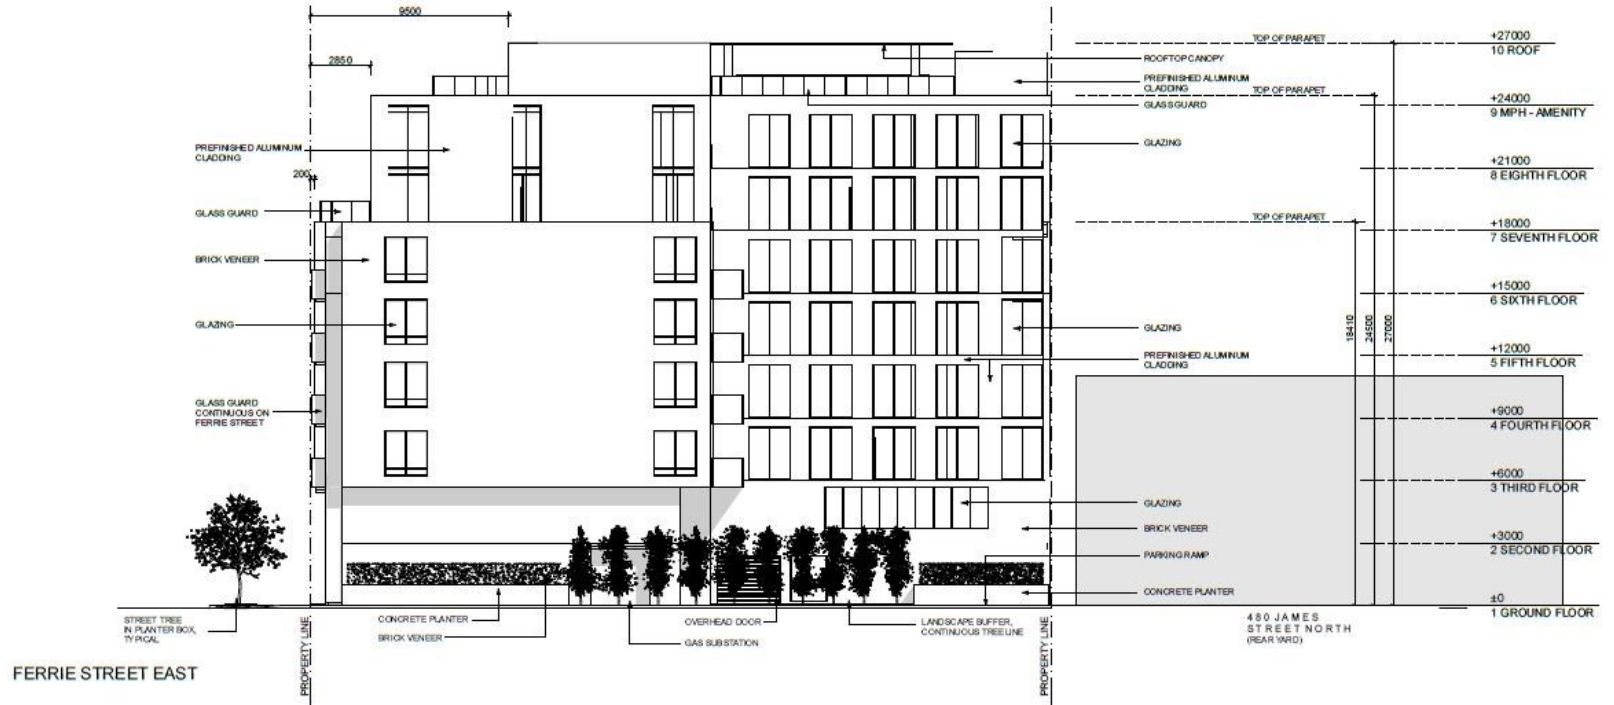 9500
2850
200
PREFINISHED ALUMINUM
CLADDING
GLASS GUARD
BRICK VENEER
GLAZING
GLASS GUARD
CONTINUOUS ON
FERRIE STREET
STREET TREE
IN PLANTER BOX,
TYPICAL
FERRIE STREET EAST
PROPERTY LINE
CONCRETE PLANTER
BRICK VENEER
GAS SUBSTATION
OVERHEAD DOOR
LANDSCAPE BUFFER,
CONTINUOUS TREE LINE
PROPERTY LINE
ROOFTOP CANOPY
PREFINISHED ALUMINUM
CLADDING
GLASS GUARD
GLAZING
GLAZING
PREFINISHED ALUMINUM
CLADDING
GLAZING
BRICK VENEER
PARKING RAMP
CONCRETE PLANTER
480 JAMES
STREET NORTH
(REAR YARD)
TOP OF PARAPET
TOP OF PARAPET
TOP OF PARAPET
18410
24500
27000
+27000
10 ROOF
+24000
9 MPH - AMENITY
+21000
8 EIGHTH FLOOR
+18000
7 SEVENTH FLOOR
+15000
6 SIXTH FLOOR
+12000
5 FIFTH FLOOR
+9000
4 FOURTH FLOOR
+6000
3 THIRD FLOOR
+3000
2 SECOND FLOOR
±0
1 GROUND FLOOR